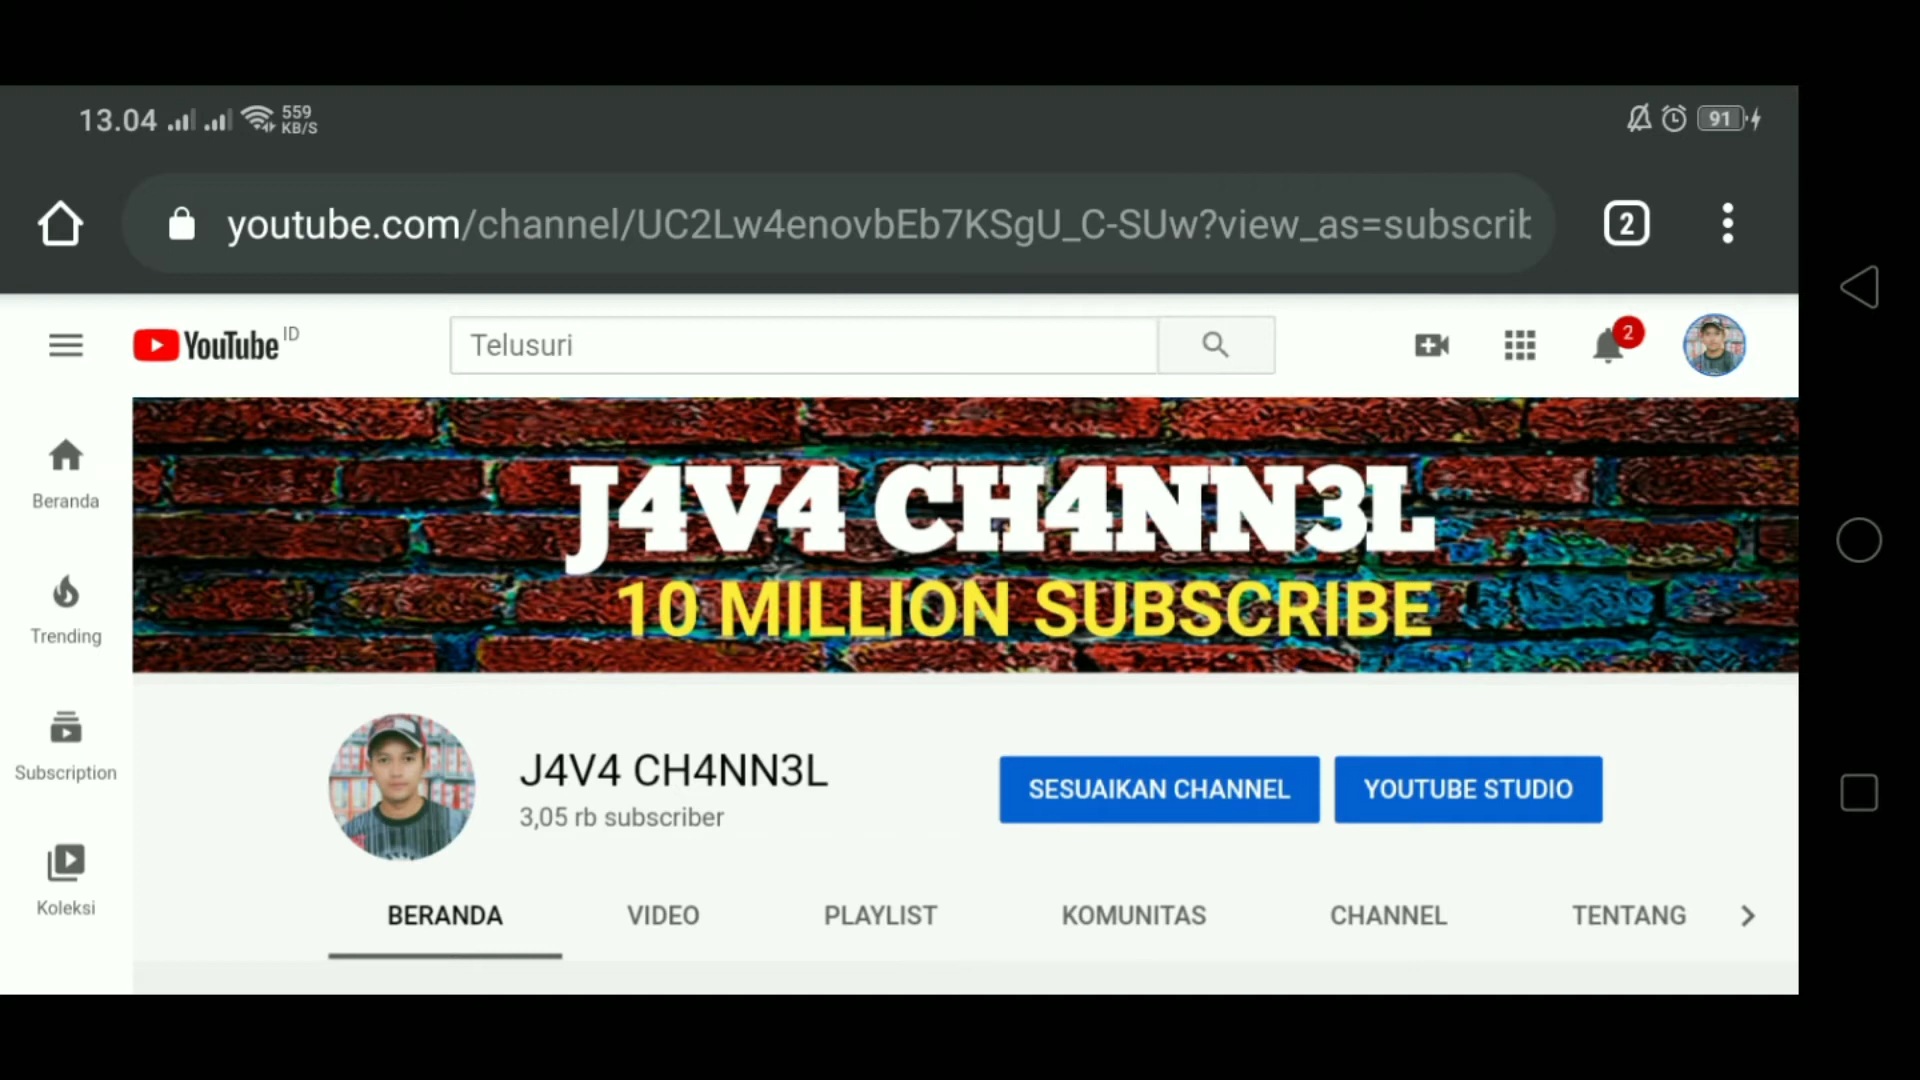 13.04 559 KB/S 91
youtube.com/channel/UC2Lw4enovbEb7KSgU_C-SUw?view_as=subscrib 2
YouTube ID Telusuri 2
J4V4 CH4NN3L
10 MILLION SUBSCRIBE
Beranda
Trending
Subscription
Koleksi
J4V4 CH4NN3L
3,05 rb subscriber
SESUAIKAN CHANNEL YOUTUBE STUDIO
BERANDA VIDEO PLAYLIST KOMUNITAS CHANNEL TENTANG